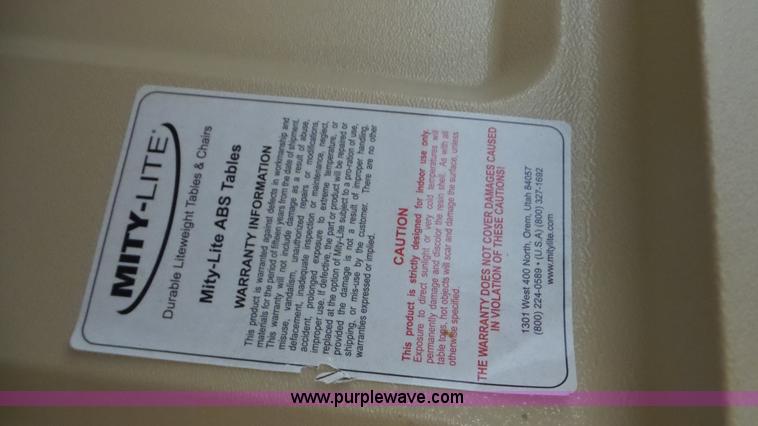 MITY-LITE®
Durable Liteweight Tables & Chairs
Mity-Lite ABS Tables
WARRANTY INFORMATION
This product is warranted against defects in workmanship and
materials for the period of fifteen years from the date of shipment.
This warranty will not include damage as a result of abuse,
misuse, vandalism, unauthorized repairs or modifications,
defacement, inadequate inspection or maintenance, neglect,
accident, prolonged exposure to extreme temperature, or
improper use. If defective, the part or product will be repaired or
replaced at the option of Mity-Lite subject to a pro-ration of use,
provided the damage is not a result of improper handling,
shipping, or mis-use by the customer. There are no other
warranties expressed or implied.
CAUTION
This product is strictly designed for indoor use only.
Exposure to direct sunlight or very cold temperatures will
permanently damage and discolor the resin shell. As with all
table tops, hot objects will scar and damage the surface, unless
otherwise specified.
THE WARRANTY DOES NOT COVER DAMAGES CAUSED
IN VIOLATION OF THESE CAUTIONS!
1301 West 400 North, Orem, Utah 84057
(800) 224-0589 • (U.S.A) (800) 327-1692
www.mitylite.com
www.purplewave.com